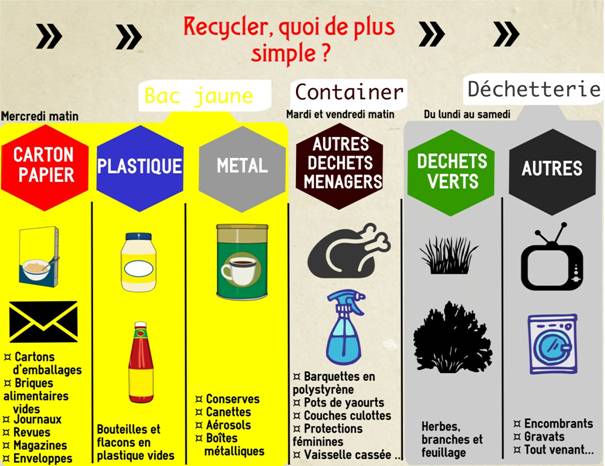 Recycler, quoi de plus
simple ?
Bac jaune
Container
Déchetterie
Mercredi matin
Mardi et vendredi matin
Du lundi au samedi
CARTON
PAPIER
PLASTIQUE
METAL
AUTRES
DECHETS
MENAGERS
DECHETS
VERTS
AUTRES
¤ Cartons
d'emballages
¤ Briques
alimentaires
vides
¤ Journaux
¤ Revues
¤ Magazines
¤ Enveloppes
Bouteilles et
flacons en
plastique vides
¤ Conserves
¤ Canettes
¤ Aérosols
¤ Boîtes
métalliques
¤ Barquettes en
polystyrène
¤ Pots de yaourts
¤ Couches culottes
¤ Protections
féminines
¤ Vaisselle cassée ..
Herbes,
branches et
feuillage
¤ Encombrants
¤ Gravats
¤ Tout venant...